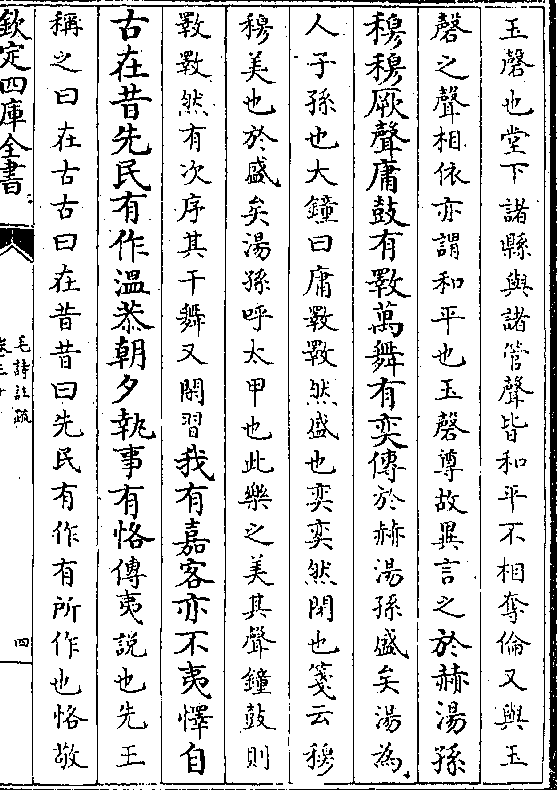 玉磬也堂下諸縣與諸管聲皆和平不相奪倫又與玉
磬之聲相依亦謂和平也玉磬尊故異言之於赫湯孫
穆穆厥聲庸鼓有斁萬舞有奕傳於赫湯孫盛矣湯為
人子孫也大鐘曰庸斁斁然盛也奕奕然閑也箋云穆
穆美也於盛矣湯孫呼太甲也此樂之美其聲鐘鼓則
斁斁然有次序其干舞又閑習我有嘉客亦不夷懌自
古在昔先民有作溫恭朝夕執事有恪傳夷說也先王
稱之曰在古古曰在昔昔曰先民有作有所作也恪敬
欽定四庫全書
毛詩註疏
卷三十
四